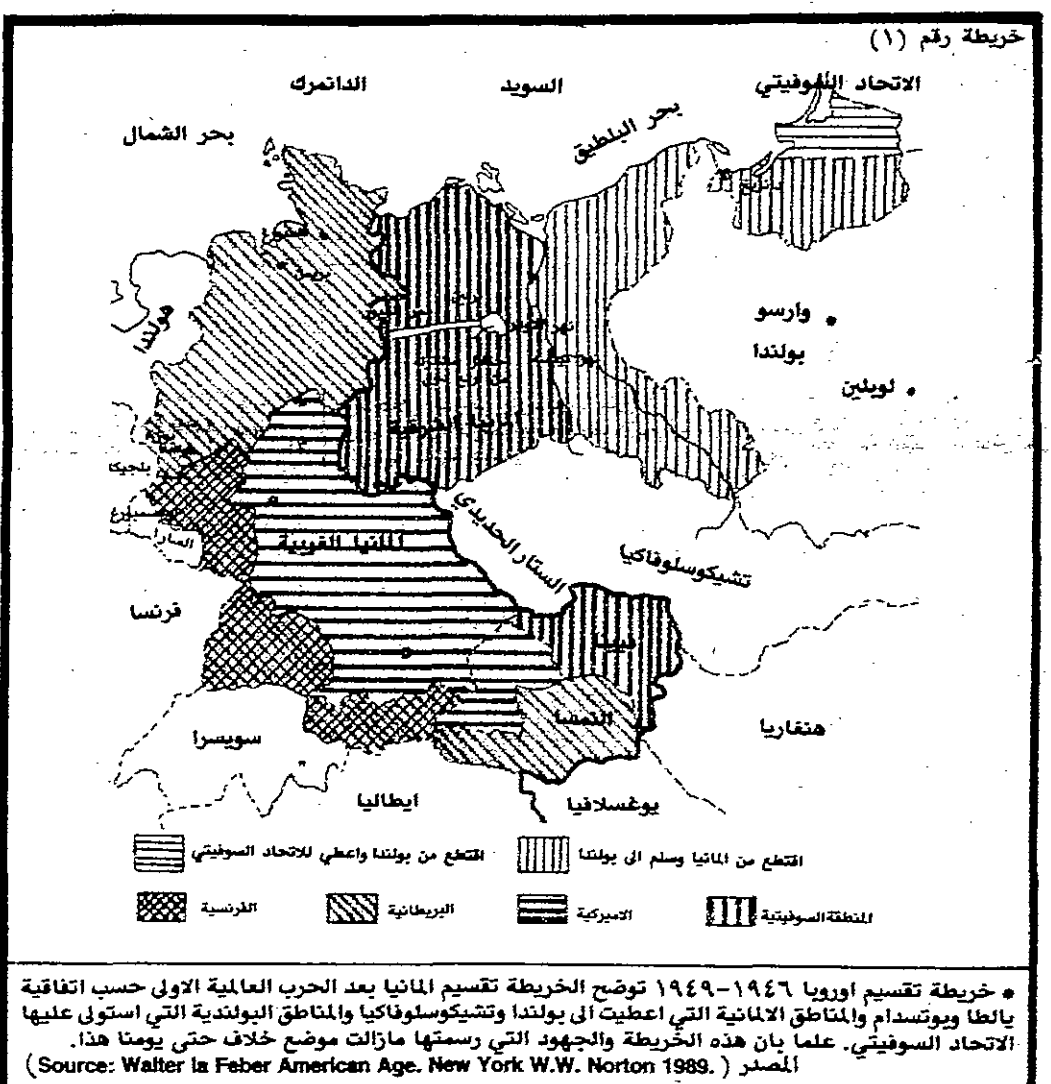 خريطة رقم (١)
الداتمرك
السويد
الاتحاد السوفيتي
بحر الشمال
بحر البلطيق
هولندا
وارسو
بولندا
لوبلين
بلجيكا
السارا
المانيا الغربية
الستار الحديدي
تشيكوسلوفاكيا
فرنسا
فيينا
النمسا
سويسرا
هنغاريا
ايطاليا
يوغسلافيا
اقتطع من بولندا واعطي للاتحاد السوفيتي
اقتطع من المانيا وسلم الى بولندا
الفرنسية
البريطانية
الاميركية
المنطقة السوفيتية
* خريطة تقسيم اوروبا ١٩٤٦-١٩٤٩ توضح الخريطة تقسيم المانيا بعد الحرب العالمية الاولى حسب اتفاقية
يالطا وبوتسدام والمناطق الالمانية التي اعطيت الى بولندا وتشيكوسلوفاكيا والمناطق البولندية التي استولى عليها
الاتحاد السوفيتي. علما بان هذه الخريطة والجهود التي رسمتها مازالت موضع خلاف حتى يومنا هذا.
المصدر (Source: Walter la Feber American Age. New York W.W. Norton 1989.)